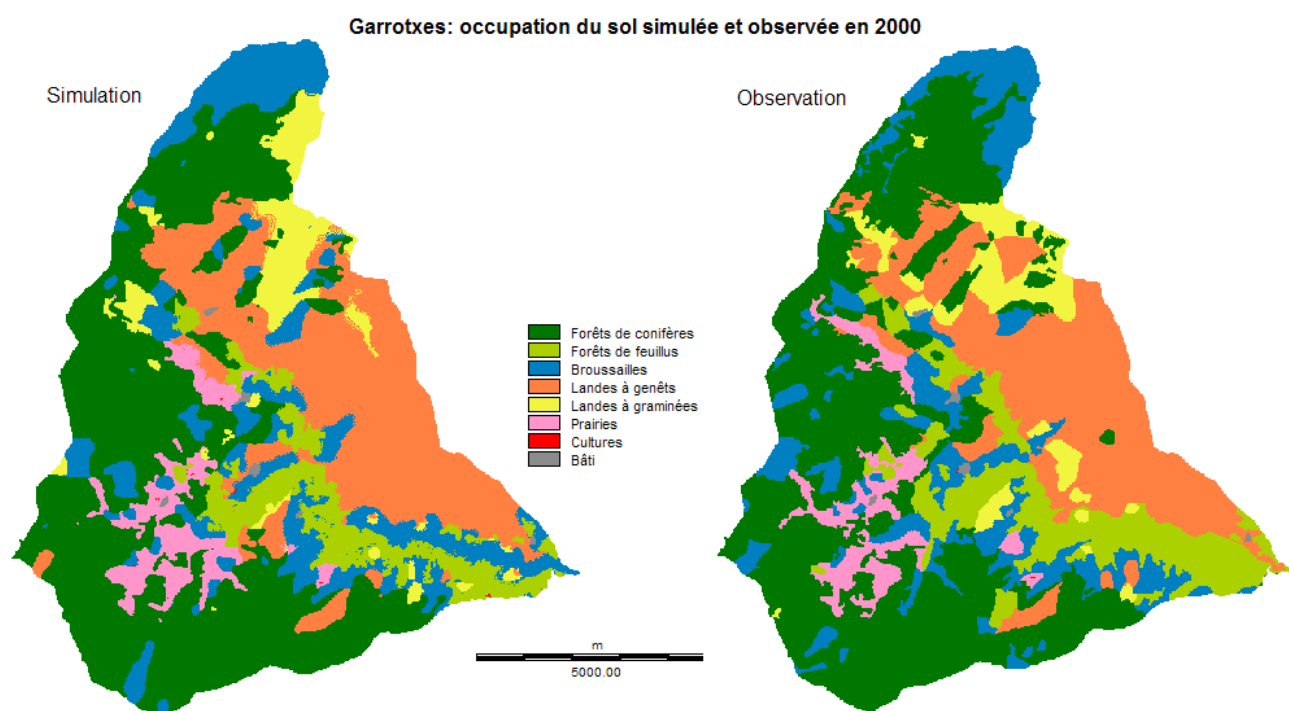 Garrotxes: occupation du sol simulée et observée en 2000
Simulation
Observation
Forêts de conifères
Forêts de feuillus
Broussailles
Landes à genêts
Landes à graminées
Prairies
Cultures
Bâti
m
5000.00